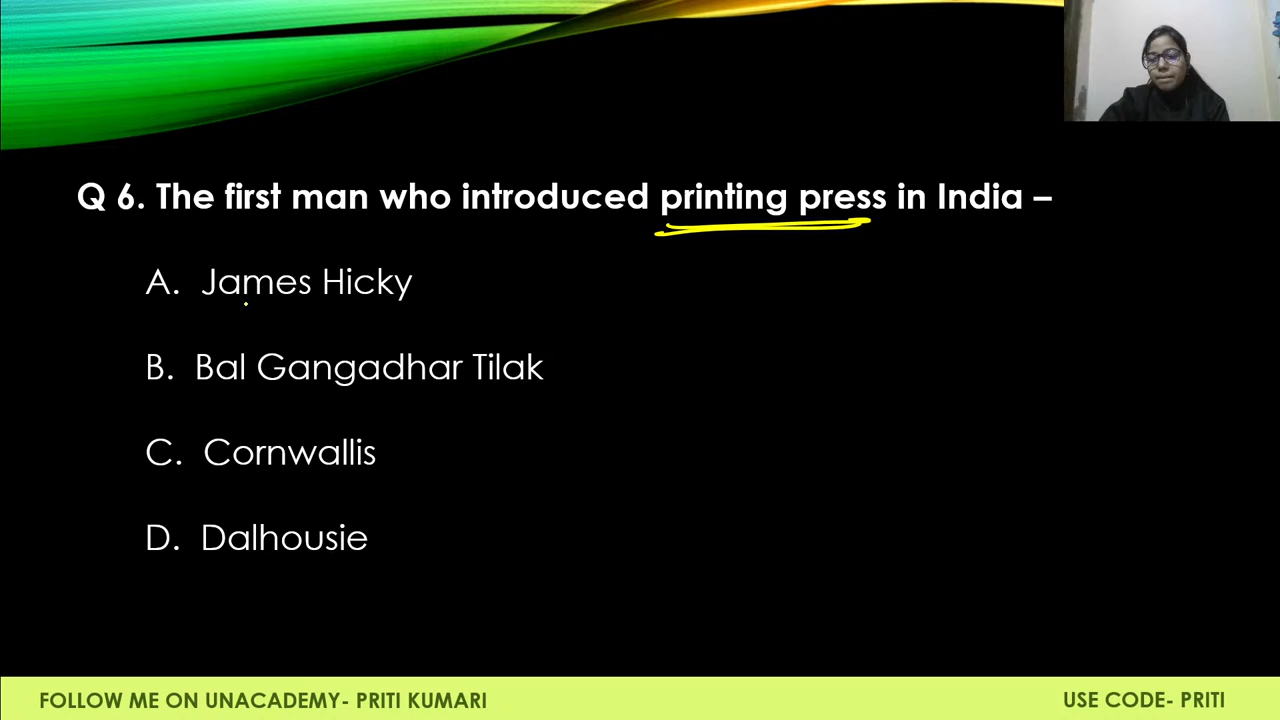 Q 6. The first man who introduced printing press in India –
A. James Hicky
B. Bal Gangadhar Tilak
C. Cornwallis
D. Dalhousie
FOLLOW ME ON UNACADEMY- PRITI KUMARI
USE CODE- PRITI